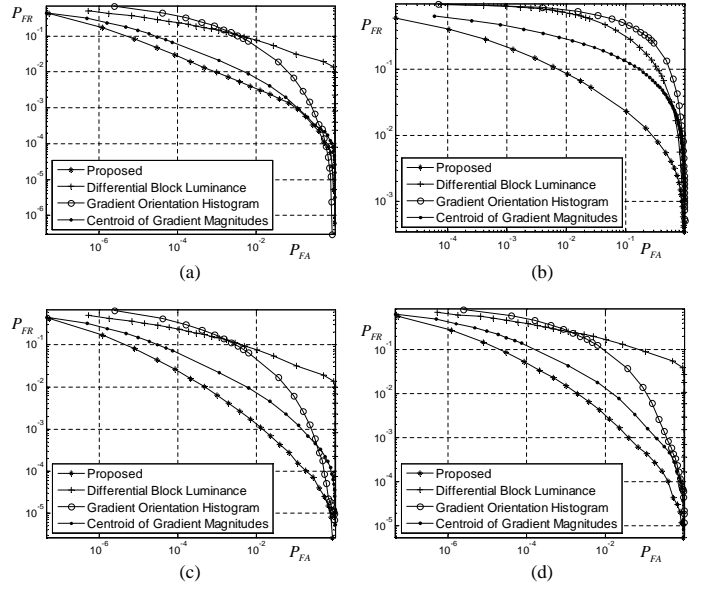 P_FR
10^-1
10^-2
10^-3
10^-4
10^-5
10^-6
Proposed
Differential Block Luminance
Gradient Orientation Histogram
Centroid of Gradient Magnitudes
10^-6
10^-4
10^-2
P_FA
(a)
P_FR
10^-1
10^-2
10^-3
Proposed
Differential Block Luminance
Gradient Orientation Histogram
Centroid of Gradient Magnitudes
10^-4
10^-3
10^-2
10^-1
P_FA
(b)
P_FR
10^-1
10^-2
10^-3
10^-4
10^-5
Proposed
Differential Block Luminance
Gradient Orientation Histogram
Centroid of Gradient Magnitudes
10^-6
10^-4
10^-2
P_FA
(c)
P_FR
10^-1
10^-2
10^-3
10^-4
10^-5
Proposed
Differential Block Luminance
Gradient Orientation Histogram
Centroid of Gradient Magnitudes
10^-6
10^-4
10^-2
P_FA
(d)